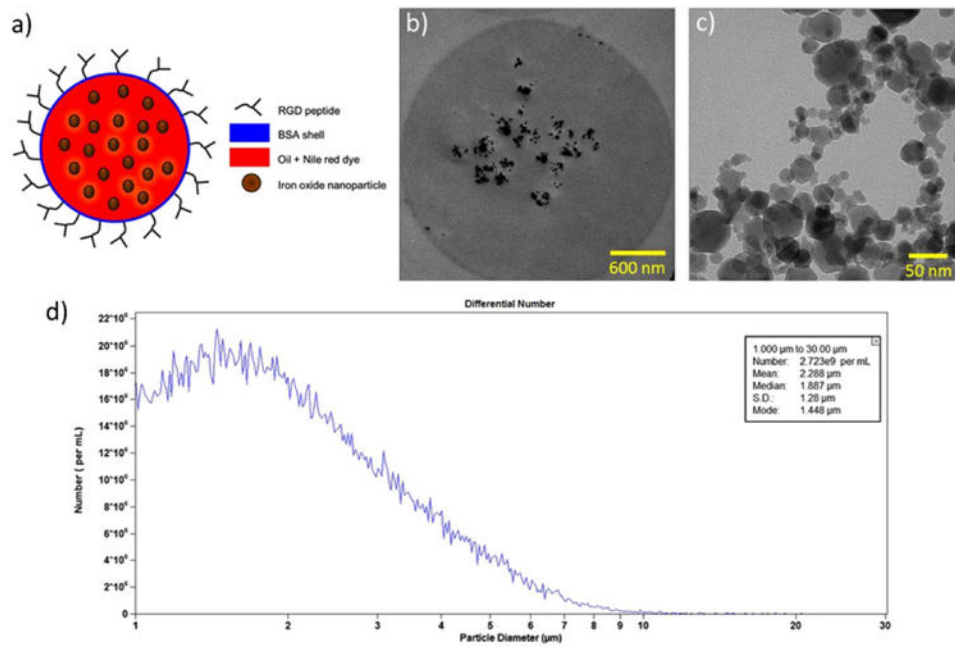 a)
RGD peptide
BSA shell
Oil + Nile red dye
Iron oxide nanoparticle
b)
600 nm
c)
50 nm
d)
Differential Number
22*10⁶
20*10⁶
18*10⁶
16*10⁶
14*10⁶
12*10⁶
10*10⁶
8*10⁶
6*10⁶
4*10⁶
2*10⁶
0
Number ( per mL)
1.000 µm to 30.00 µm
Number: 2.723e9 per mL
Mean: 2.288 µm
Median: 1.887 µm
S.D.: 1.28 µm
Mode: 1.448 µm
1 2 3 4 5 6 7 8 9 10 20 30
Particle Diameter (µm)